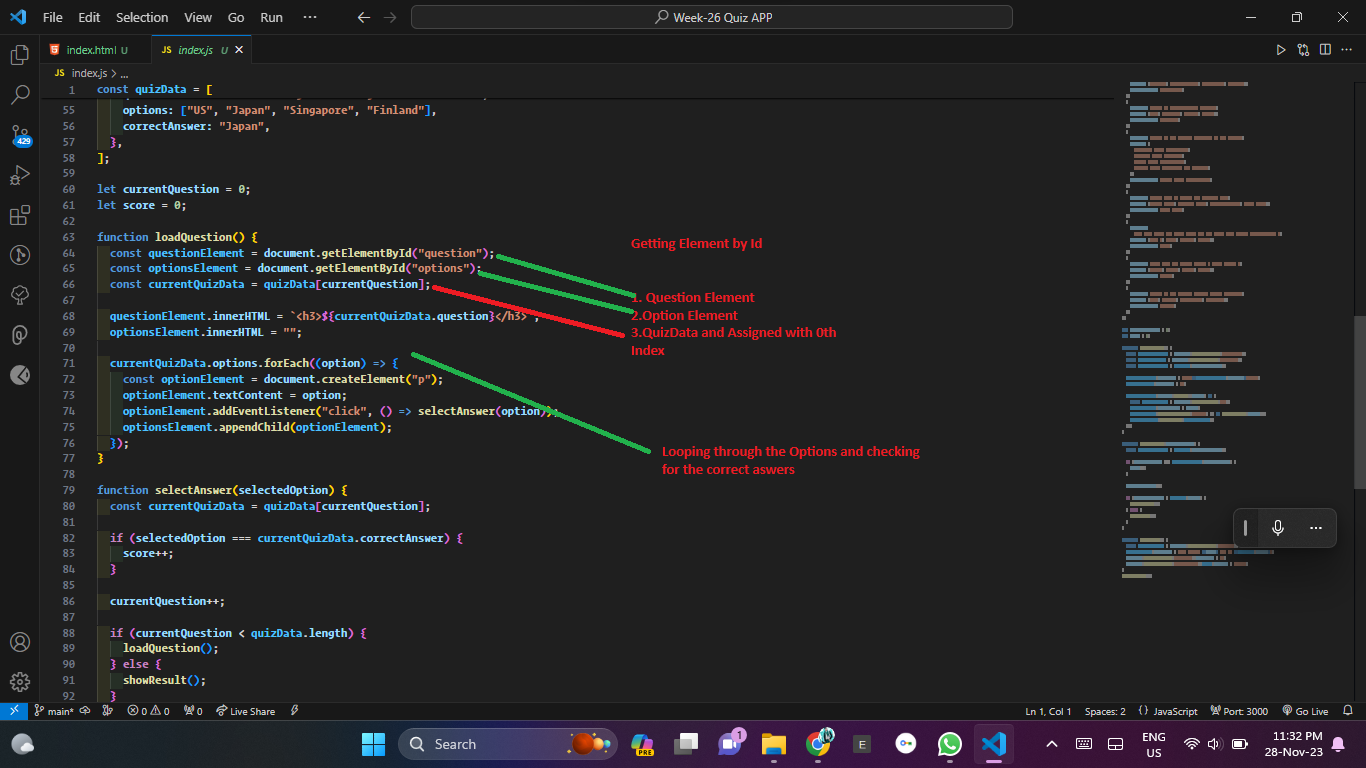 File Edit Selection View Go Run ··· Week-26 Quiz APP
index.html U JS index.js U
JS index.js > ...
1 const quizData = [
55 options: ["US", "Japan", "Singapore", "Finland"],
56 correctAnswer: "Japan",
57 },
58 ];
59
60 let currentQuestion = 0;
61 let score = 0;
62
63 function loadQuestion() {
Getting Element by Id
64 const questionElement = document.getElementById("question");
65 const optionsElement = document.getElementById("options");
66 const currentQuizData = quizData[currentQuestion];
67
1. Question Element
68 questionElement.innerHTML = `<h3>${currentQuizData.question}</h3>`;
2.Option Element
69 optionsElement.innerHTML = "";
3.QuizData and Assigned with 0th
Index
70
71 currentQuizData.options.forEach((option) => {
72 const optionElement = document.createElement("p");
73 optionElement.textContent = option;
74 optionElement.addEventListener("click", () => selectAnswer(option));
75 optionsElement.appendChild(optionElement);
76 });
77 }
Looping through the Options and checking
for the correct aswers
78
79 function selectAnswer(selectedOption) {
80 const currentQuizData = quizData[currentQuestion];
81
82 if (selectedOption === currentQuizData.correctAnswer) {
83 score++;
84 }
85
86 currentQuestion++;
87
88 if (currentQuestion < quizData.length) {
89 loadQuestion();
90 } else {
91 showResult();
92 }
429
main* 0 0 0 Live Share Ln 1, Col 1 Spaces: 2 {} JavaScript Port: 3000 Go Live
Search PRE 1 E ENG US 11:32 PM 28-Nov-23